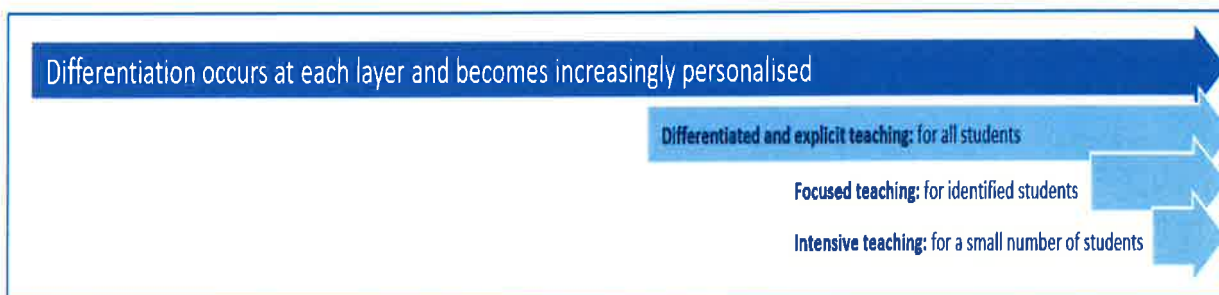 Differentiation occurs at each layer and becomes increasingly personalised
Differentiated and explicit teaching: for all students
Focused teaching: for identified students
Intensive teaching: for a small number of students